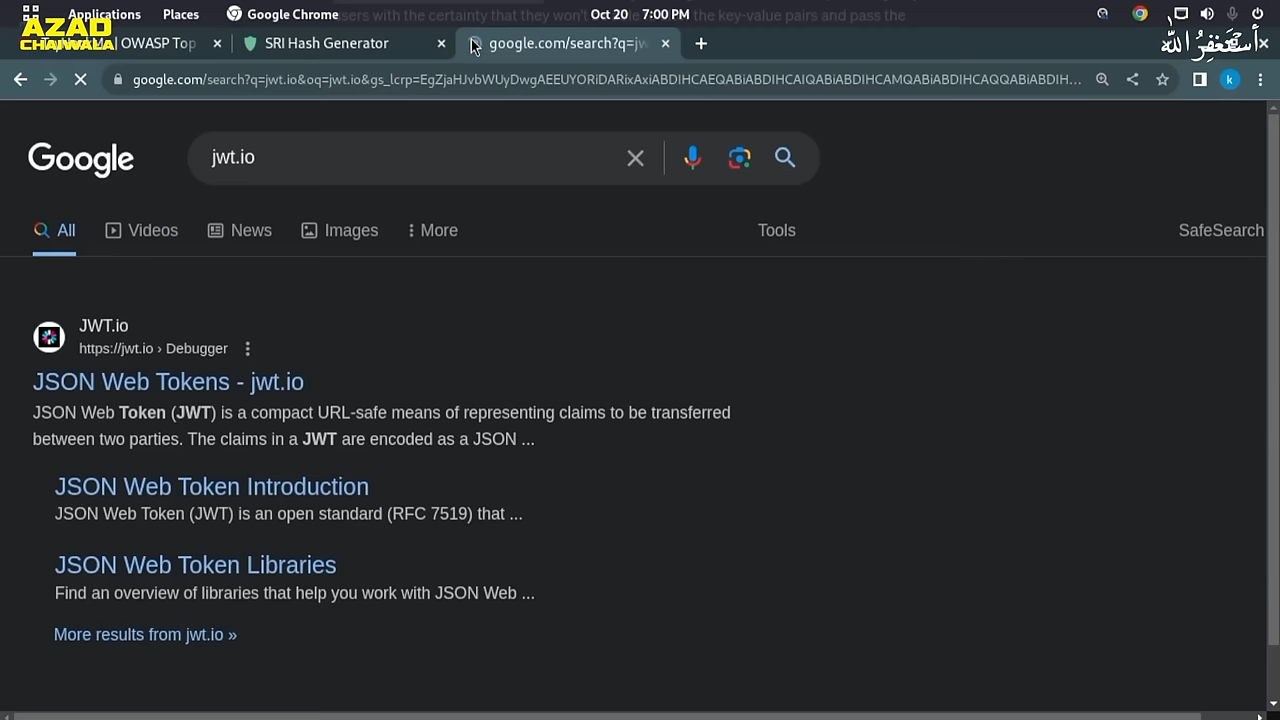 Applications Places Google Chrome Oct 20 7:00 PM
AZAD
CHAIWALA
أستغفر الله
OWASP Top
SRI Hash Generator
google.com/search?q=jw
google.com/search?q=jwt.io&oq=jwt.io&gs_lcrp=EgZjaHJvbWUyDwgAEEUYORiDARixAxiABDIHCAEQABiABDIHCAIQABiABDIHCAMQABiABDIHCAQQABiABDIH...
k
Google
jwt.io
All Videos News Images More Tools SafeSearch
JWT.io
https://jwt.io › Debugger
JSON Web Tokens - jwt.io
JSON Web Token (JWT) is a compact URL-safe means of representing claims to be transferred
between two parties. The claims in a JWT are encoded as a JSON ...
JSON Web Token Introduction
JSON Web Token (JWT) is an open standard (RFC 7519) that ...
JSON Web Token Libraries
Find an overview of libraries that help you work with JSON Web ...
More results from jwt.io »